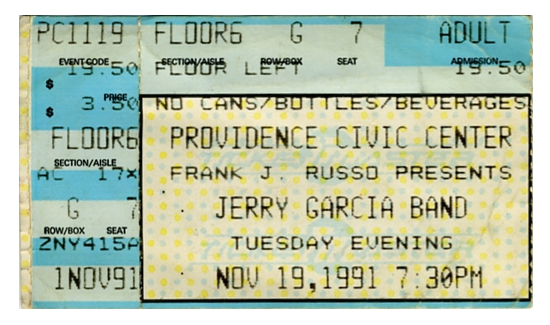 PC1119 FLOOR6 G 7 ADULT
EVENT CODE SECTION/AISLE ROW/BOX SEAT ADMISSION
19.50 FLOOR LEFT 19.50
$ PRICE
$ 3.50 NO CANS/BOTTLES/BEVERAGES
FLOOR6 PROVIDENCE CIVIC CENTER
SECTION/AISLE
AC 17X FRANK J. RUSSO PRESENTS
G 7 JERRY GARCIA BAND
ROW/BOX SEAT
ZNY415A TUESDAY EVENING
1NOV91 NOV 19,1991 7:30PM